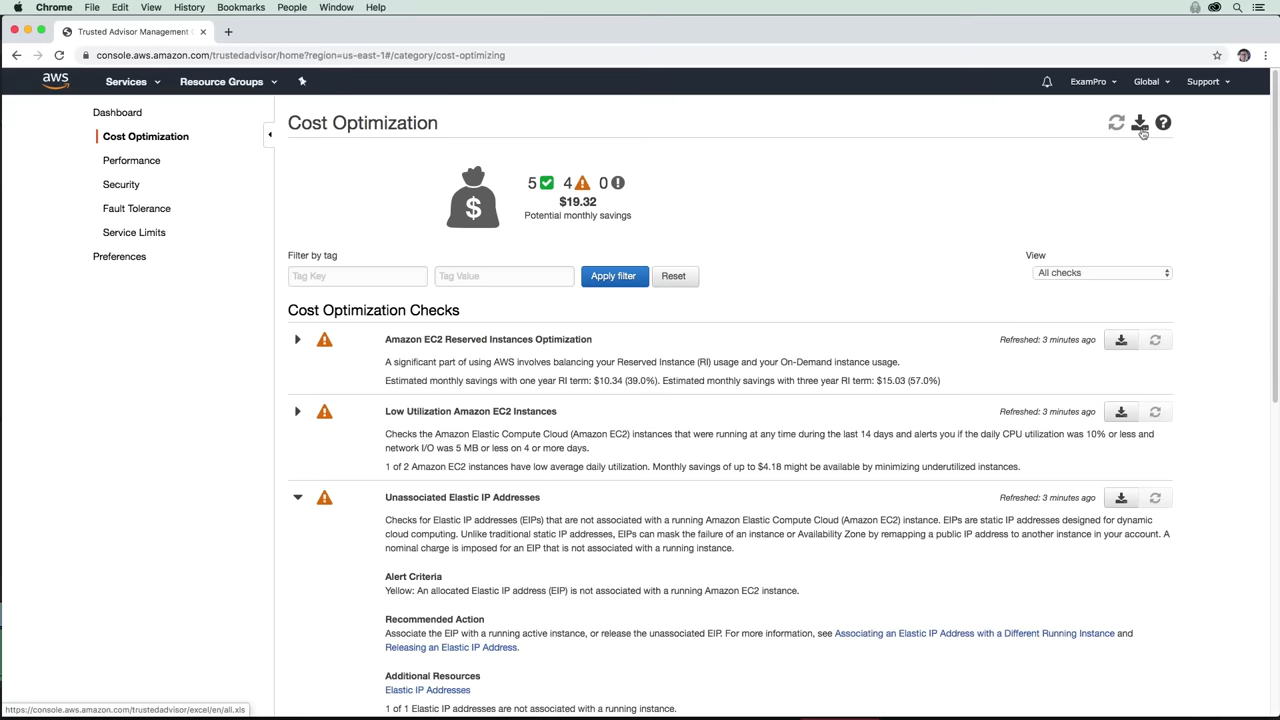 Chrome File Edit View History Bookmarks People Window Help
Trusted Advisor Management
console.aws.amazon.com/trustedadvisor/home?region=us-east-1#/category/cost-optimizing
aws Services Resource Groups ExamPro Global Support
Dashboard
Cost Optimization
Performance
Security
Fault Tolerance
Service Limits
Preferences
Cost Optimization
5 4 0
$19.32
Potential monthly savings
$
Filter by tag
Tag Key Tag Value Apply filter Reset
View
All checks
Cost Optimization Checks
Amazon EC2 Reserved Instances Optimization Refreshed: 3 minutes ago
A significant part of using AWS involves balancing your Reserved Instance (RI) usage and your On-Demand instance usage.
Estimated monthly savings with one year RI term: $10.34 (39.0%). Estimated monthly savings with three year RI term: $15.03 (57.0%)
Low Utilization Amazon EC2 Instances Refreshed: 3 minutes ago
Checks the Amazon Elastic Compute Cloud (Amazon EC2) instances that were running at any time during the last 14 days and alerts you if the daily CPU utilization was 10% or less and
network I/O was 5 MB or less on 4 or more days.
1 of 2 Amazon EC2 instances have low average daily utilization. Monthly savings of up to $4.18 might be available by minimizing underutilized instances.
Unassociated Elastic IP Addresses Refreshed: 3 minutes ago
Checks for Elastic IP addresses (EIPs) that are not associated with a running Amazon Elastic Compute Cloud (Amazon EC2) instance. EIPs are static IP addresses designed for dynamic
cloud computing. Unlike traditional static IP addresses, EIPs can mask the failure of an instance or Availability Zone by remapping a public IP address to another instance in your account. A
nominal charge is imposed for an EIP that is not associated with a running instance.
Alert Criteria
Yellow: An allocated Elastic IP address (EIP) is not associated with a running Amazon EC2 instance.
Recommended Action
Associate the EIP with a running active instance, or release the unassociated EIP. For more information, see Associating an Elastic IP Address with a Different Running Instance and
Releasing an Elastic IP Address.
Additional Resources
Elastic IP Addresses
1 of 1 Elastic IP addresses are not associated with a running instance.
https://console.aws.amazon.com/trustedadvisor/excel/en/all.xls